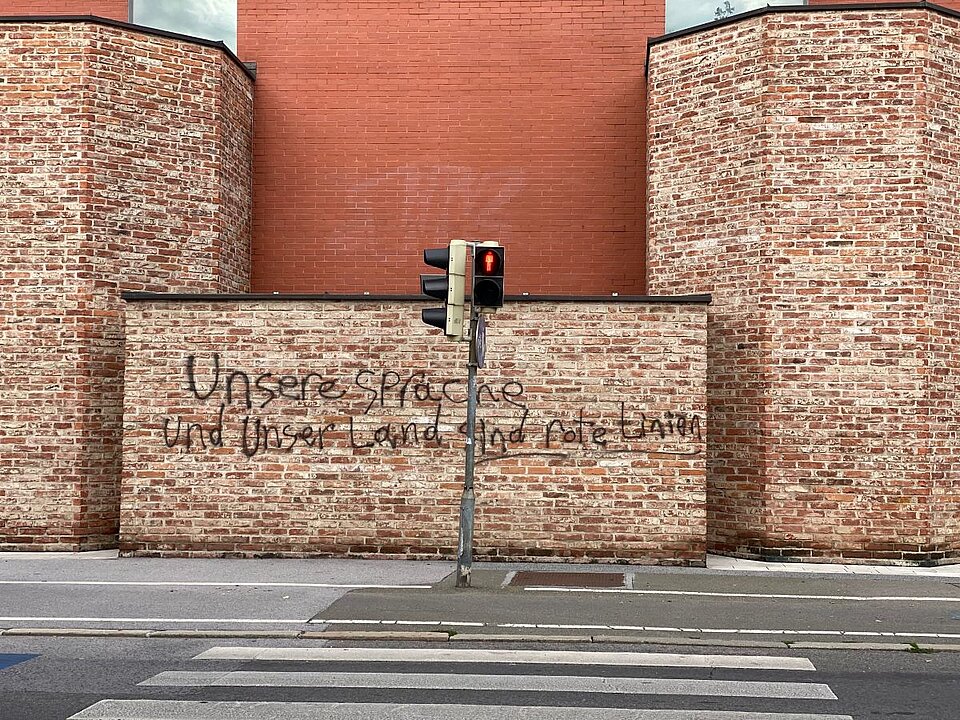 Unsere sprache
und Unser Land sind rote Linien